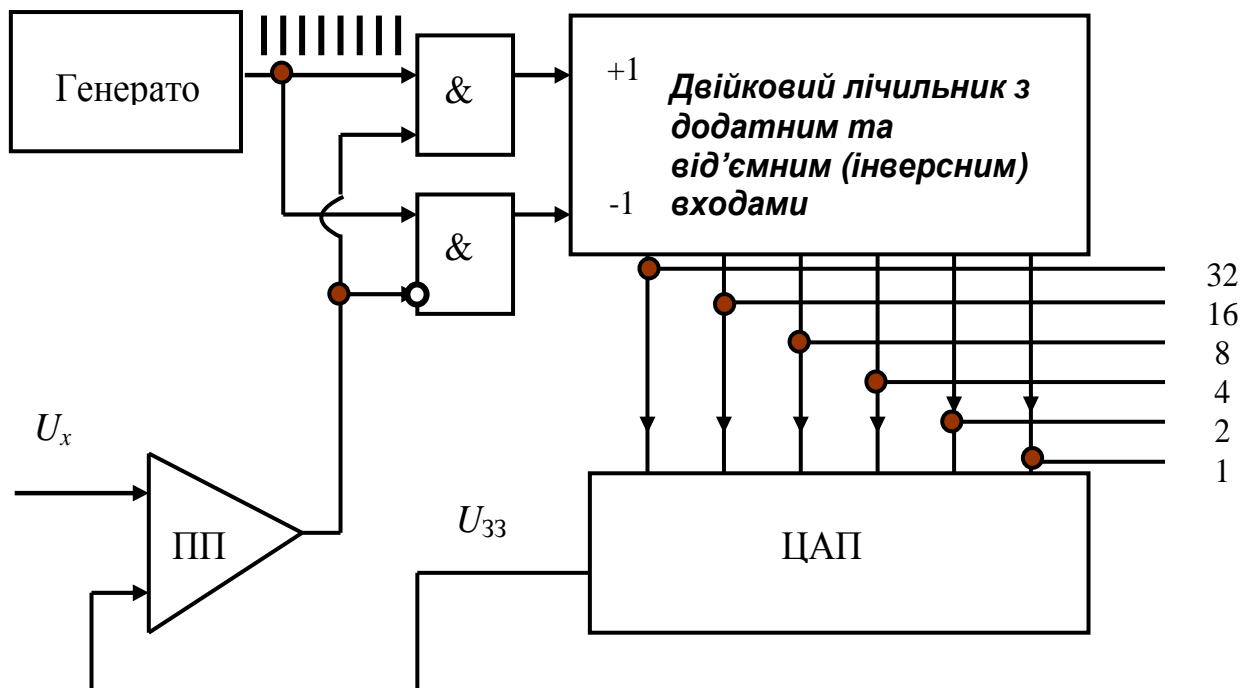 Генерато
&
+1
Двійковий лічильник з
додатним та
від’ємним (інверсним)
входами
&
-1
32
16
8
4
2
1
Uₓ
ПП
U₃₃
ЦАП